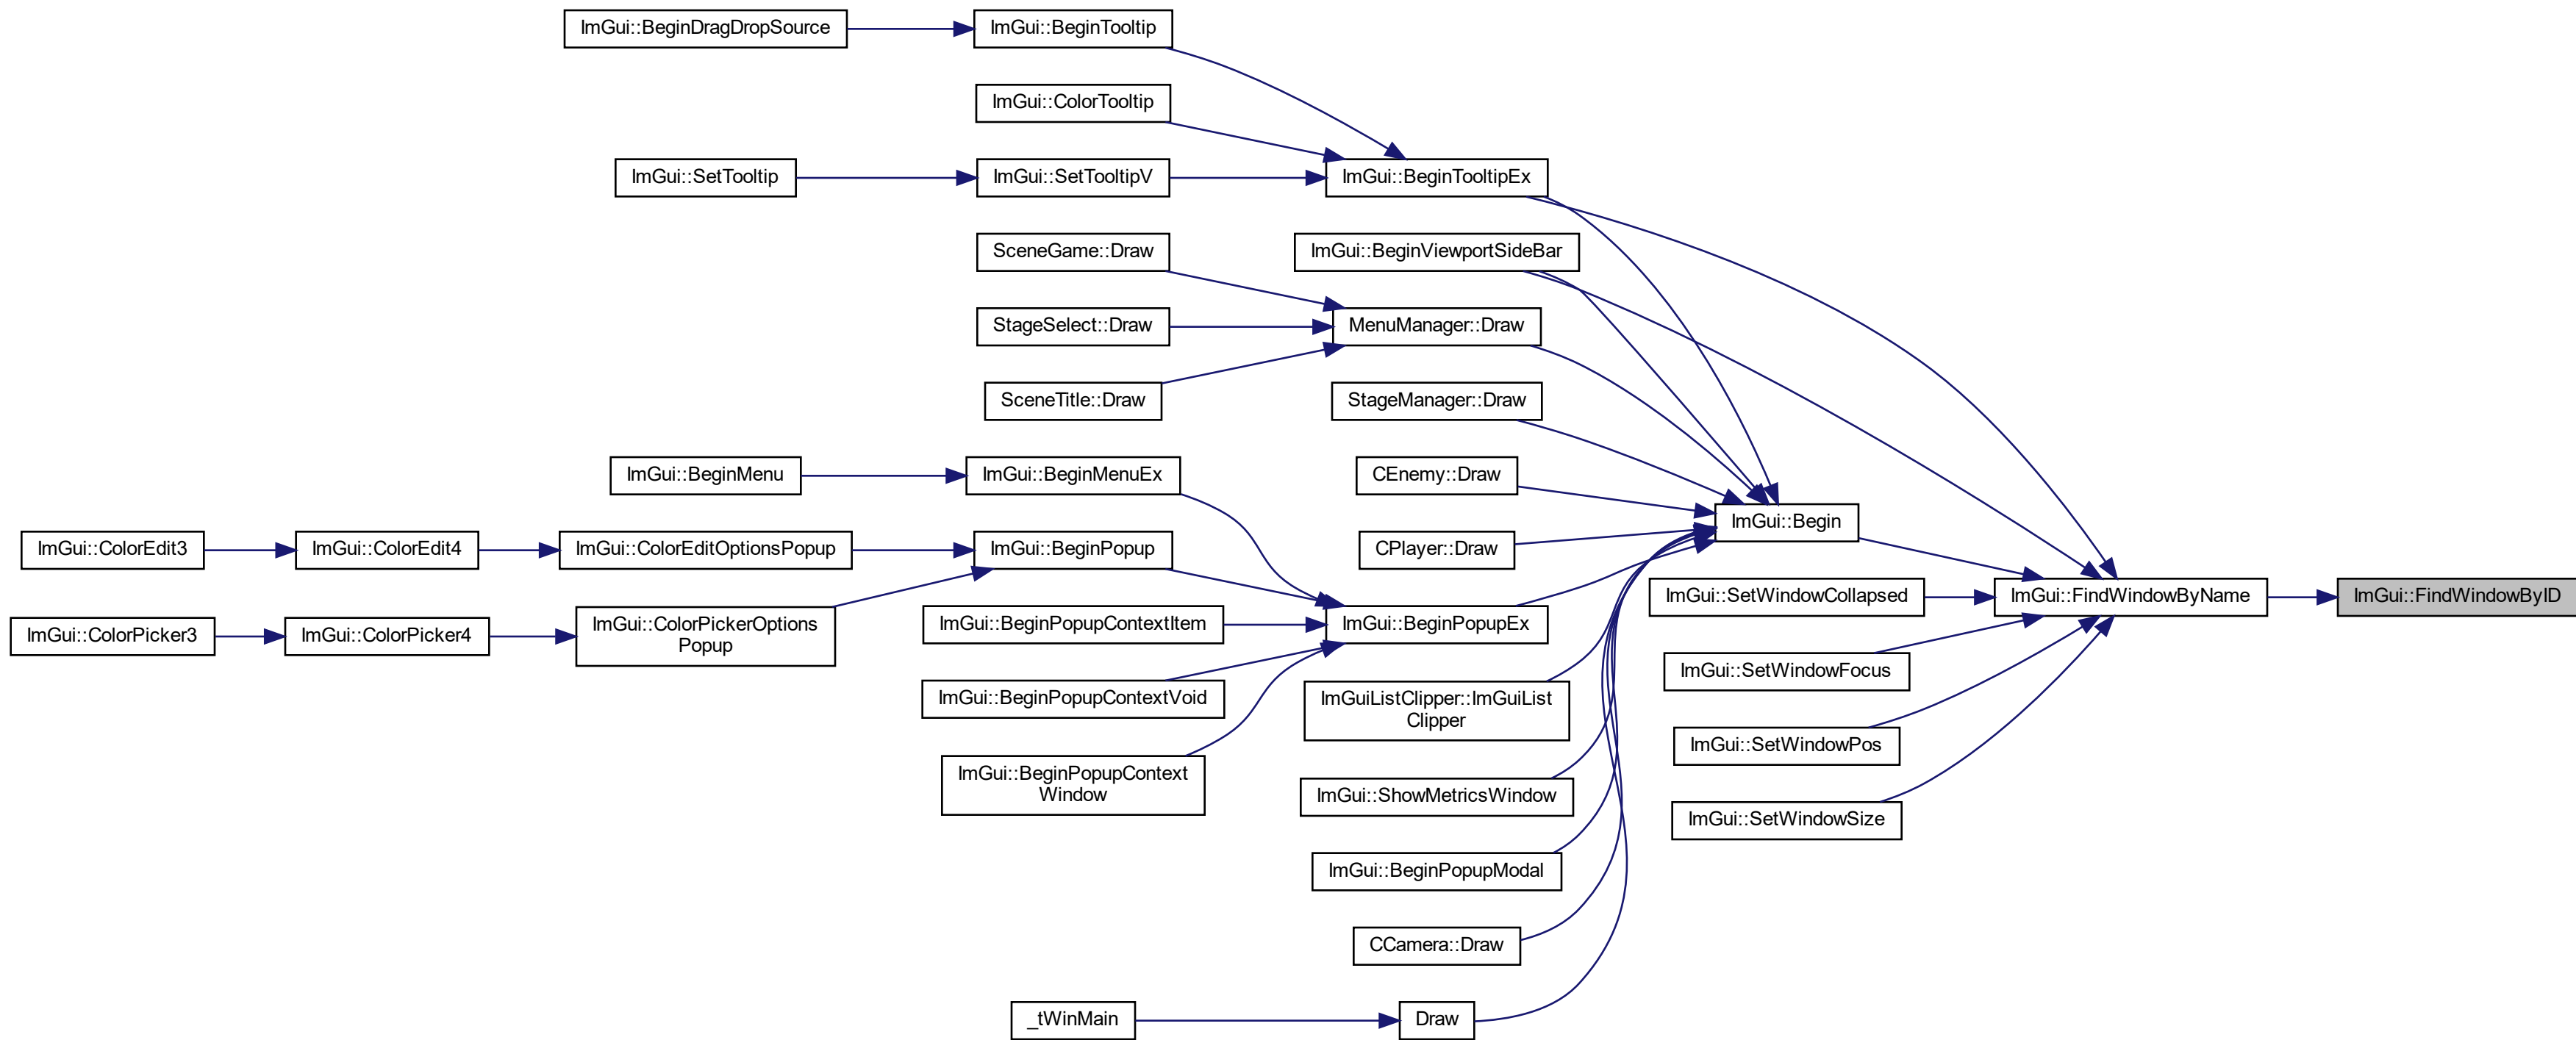 ImGui::BeginDragDropSource
ImGui::BeginTooltip
ImGui::ColorTooltip
ImGui::SetTooltip
ImGui::SetTooltipV
ImGui::BeginTooltipEx
SceneGame::Draw
ImGui::BeginViewportSideBar
StageSelect::Draw
MenuManager::Draw
SceneTitle::Draw
StageManager::Draw
ImGui::BeginMenu
ImGui::BeginMenuEx
CEnemy::Draw
ImGui::Begin
ImGui::ColorEdit3
ImGui::ColorEdit4
ImGui::ColorEditOptionsPopup
ImGui::BeginPopup
CPlayer::Draw
ImGui::SetWindowCollapsed
ImGui::FindWindowByName
ImGui::FindWindowByID
ImGui::ColorPicker3
ImGui::ColorPicker4
ImGui::ColorPickerOptions
Popup
ImGui::BeginPopupContextItem
ImGui::BeginPopupEx
ImGui::SetWindowFocus
ImGui::BeginPopupContextVoid
ImGuiListClipper::ImGuiList
Clipper
ImGui::SetWindowPos
ImGui::BeginPopupContext
Window
ImGui::ShowMetricsWindow
ImGui::SetWindowSize
ImGui::BeginPopupModal
CCamera::Draw
_tWinMain
Draw